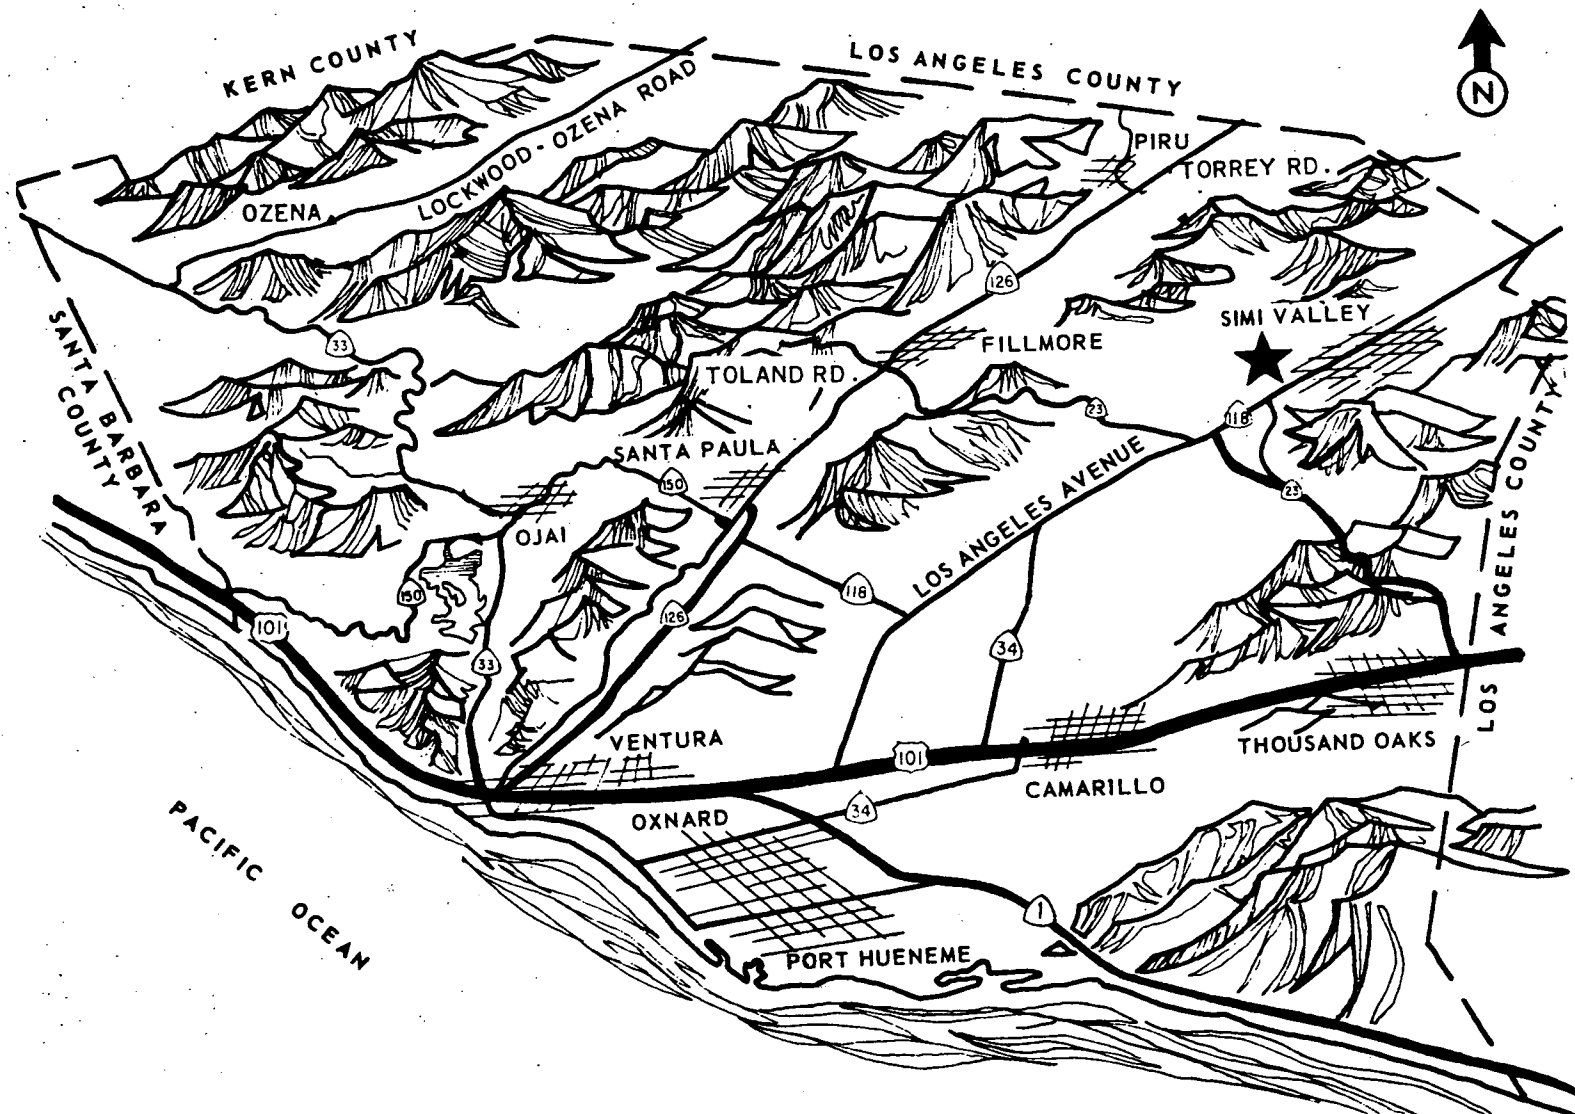 KERN COUNTY
LOS ANGELES COUNTY
N
PIRU
TORREY RD.
LOCKWOOD - OZENA ROAD
OZENA
126
SIMI VALLEY
SANTA BARBARA
COUNTY
33
FILLMORE
TOLAND RD.
23
118
LOS ANGELES COUNTY
SANTA PAULA
150
LOS ANGELES AVENUE
23
OJAI
150
118
126
101
34
33
VENTURA
101
THOUSAND OAKS
CAMARILLO
34
OXNARD
PACIFIC
OCEAN
1
PORT HUENEME